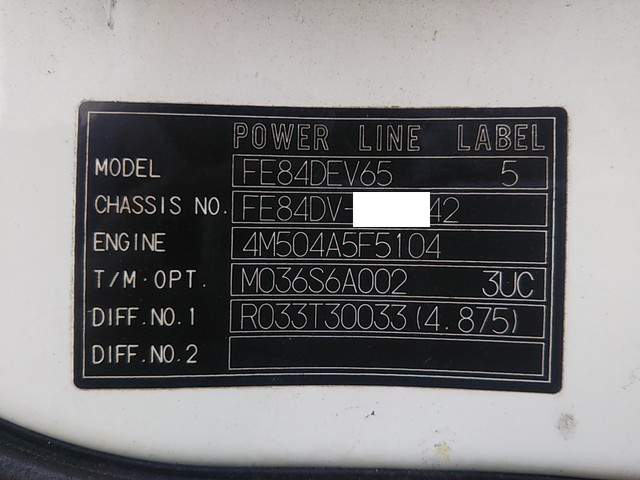 POWER LINE LABEL
MODEL FE84DEV65 5
CHASSIS NO. FE84DV- 42
ENGINE 4M504A5F5104
T/M·OPT. M036S6A002 3UC
DIFF.NO.1 R033T30033(4.875)
DIFF.NO.2